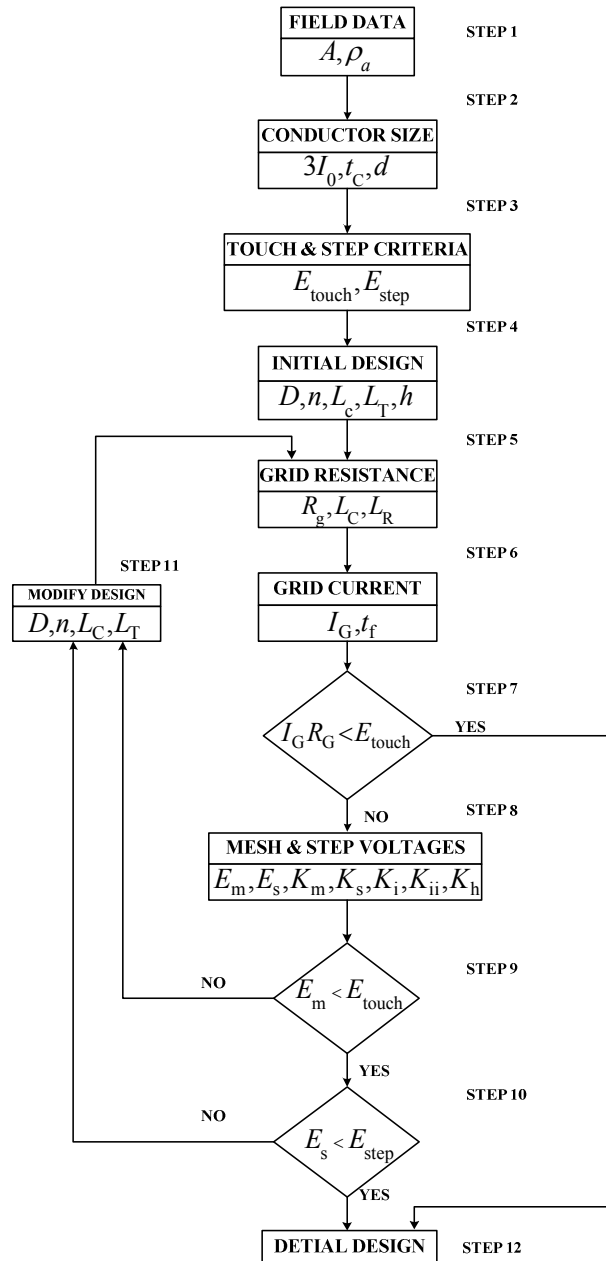 FIELD DATA
STEP 1
A,ρa
STEP 2
CONDUCTOR SIZE
3I0,tC,d
STEP 3
TOUCH & STEP CRITERIA
Etouch,Estep
STEP 4
INITIAL DESIGN
D,n,Lc,LT,h
STEP 5
GRID RESISTANCE
Rg,LC,LR
STEP 6
STEP 11
GRID CURRENT
MODIFY DESIGN
IG,tf
D,n,LC,LT
STEP 7
IGRG<Etouch
YES
NO
STEP 8
MESH & STEP VOLTAGES
Em,Es,Km,Ks,Ki,Kii,Kh
STEP 9
NO
Em<Etouch
YES
STEP 10
NO
Es<Estep
YES
DETIAL DESIGN
STEP 12